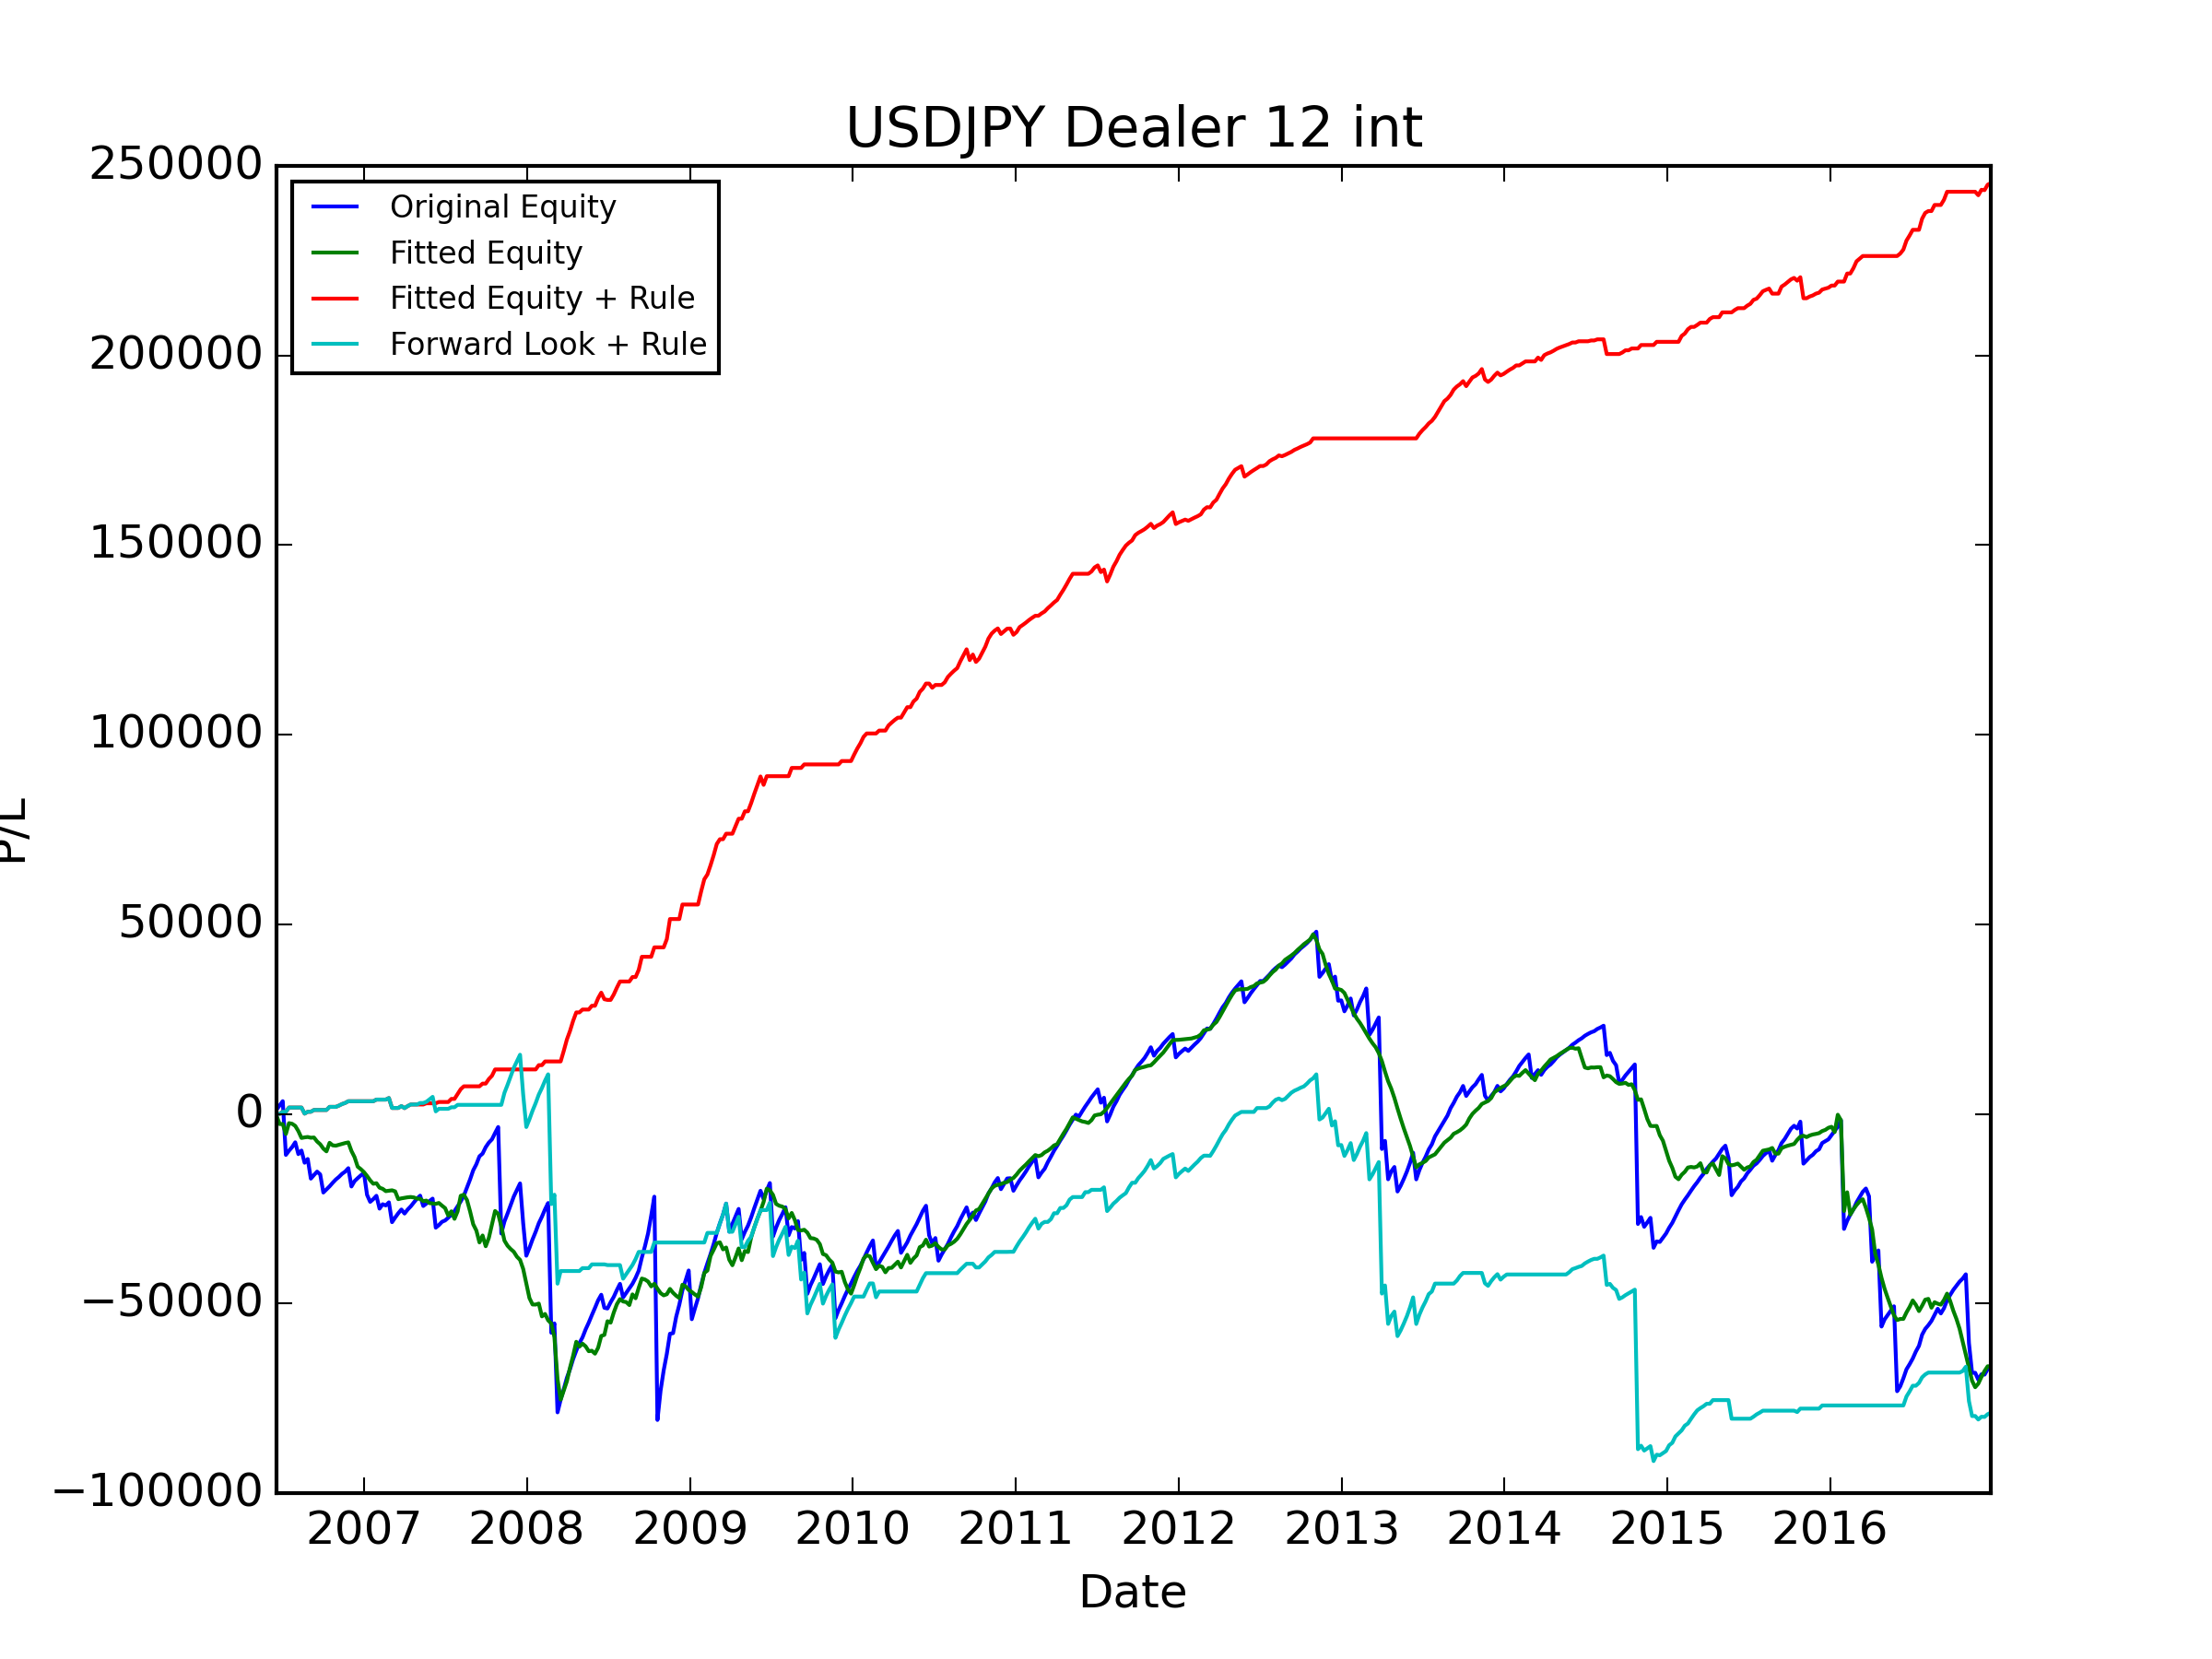 USDJPY Dealer 12 int
250000
200000
150000
100000
50000
0
−50000
−100000
P/L
Original Equity
Fitted Equity
Fitted Equity + Rule
Forward Look + Rule
2007 2008 2009 2010 2011 2012 2013 2014 2015 2016
Date